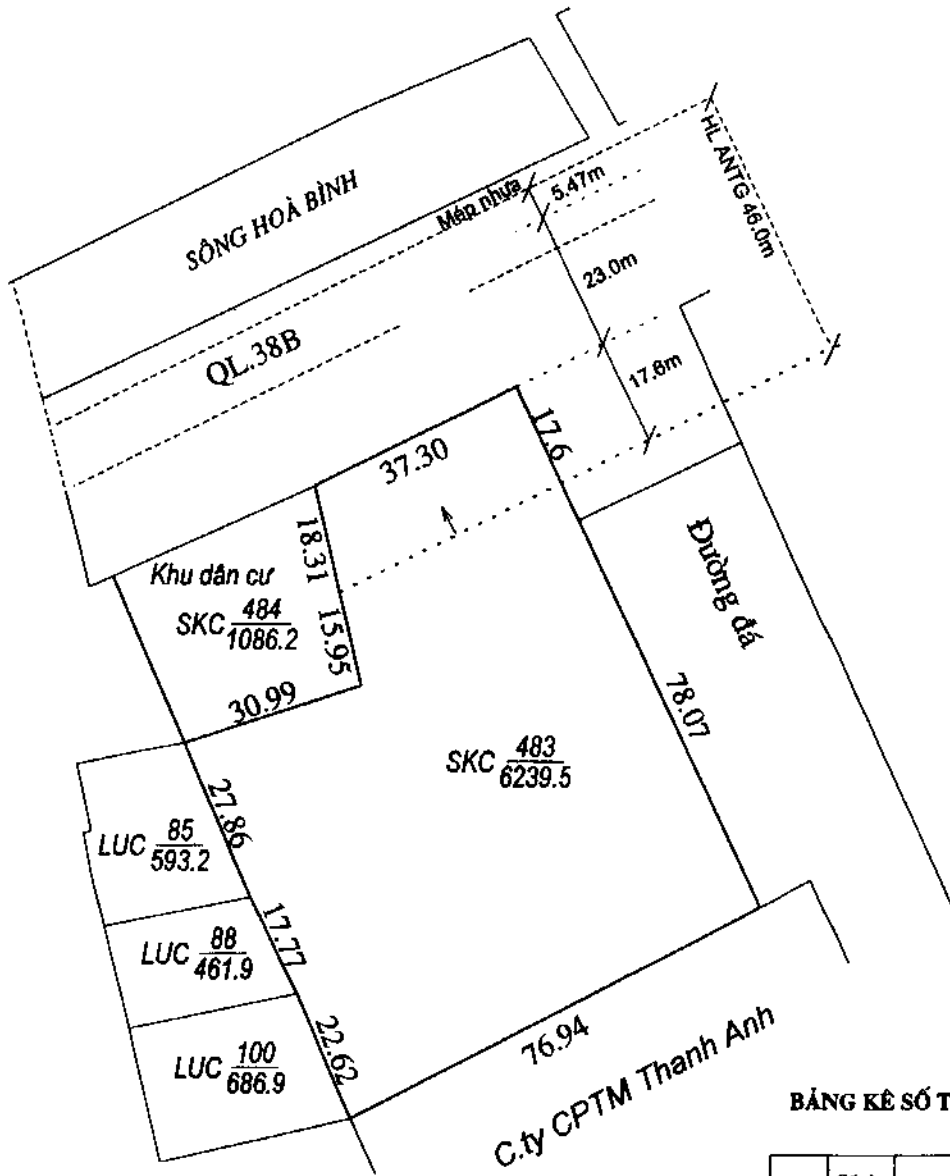 SÔNG HOÀ BÌNH
Mép nhựa
5.47m
HL ANTG 46.0m
23.0m
QL.38B
17.6m
37.30
17.6
18.31
Khu dân cư
SKC 484
1086.2
15.95
Đường đá
30.99
78.07
SKC 483
6239.5
27.86
LUC 85
593.2
17.77
LUC 88
461.9
22.62
LUC 100
686.9
76.94
C.ty CPTM Thanh Anh
BẢNG KÊ SỐ T